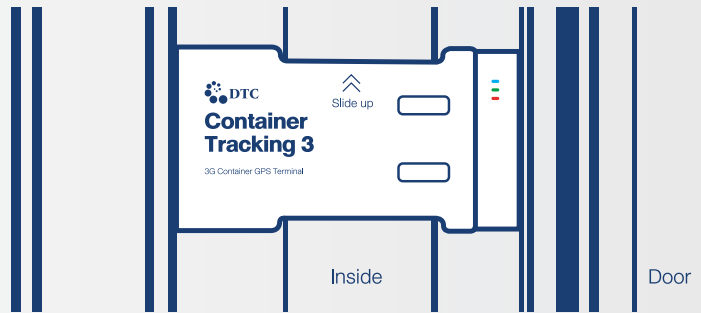 DTC
Slide up
Container
Tracking 3
3G Container GPS Terminal
Inside
Door